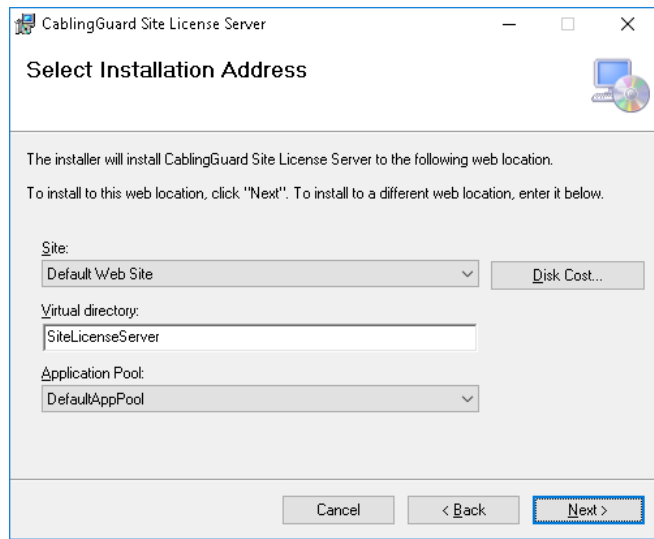 CablingGuard Site License Server
Select Installation Address
The installer will install CablingGuard Site License Server to the following web location.
To install to this web location, click "Next". To install to a different web location, enter it below.
Site:
Default Web Site
Disk Cost...
Virtual directory:
SiteLicenseServer
Application Pool:
DefaultAppPool
Cancel
< Back
Next >